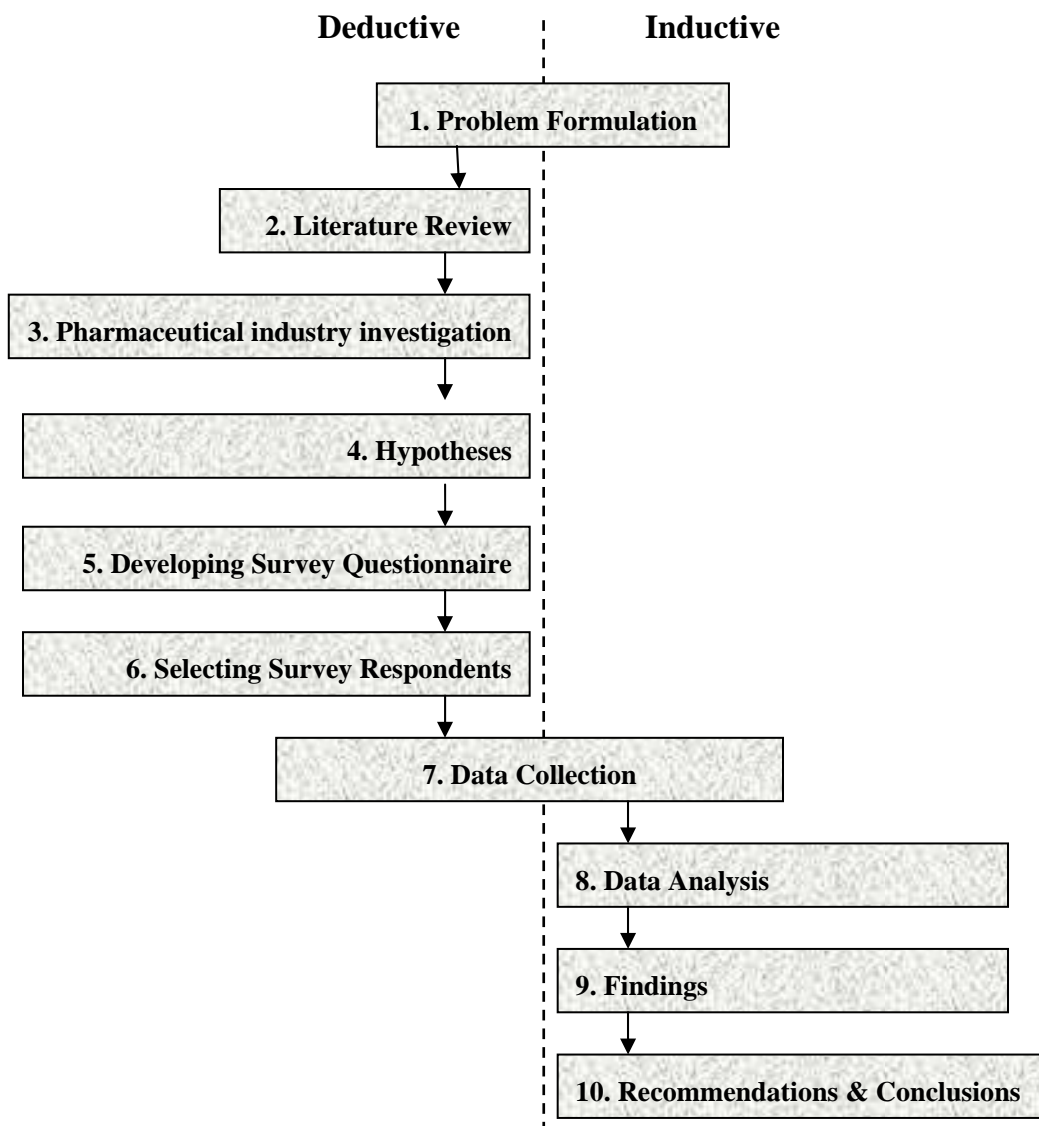 Deductive Inductive
1. Problem Formulation
2. Literature Review
3. Pharmaceutical industry investigation
4. Hypotheses
5. Developing Survey Questionnaire
6. Selecting Survey Respondents
7. Data Collection
8. Data Analysis
9. Findings
10. Recommendations & Conclusions